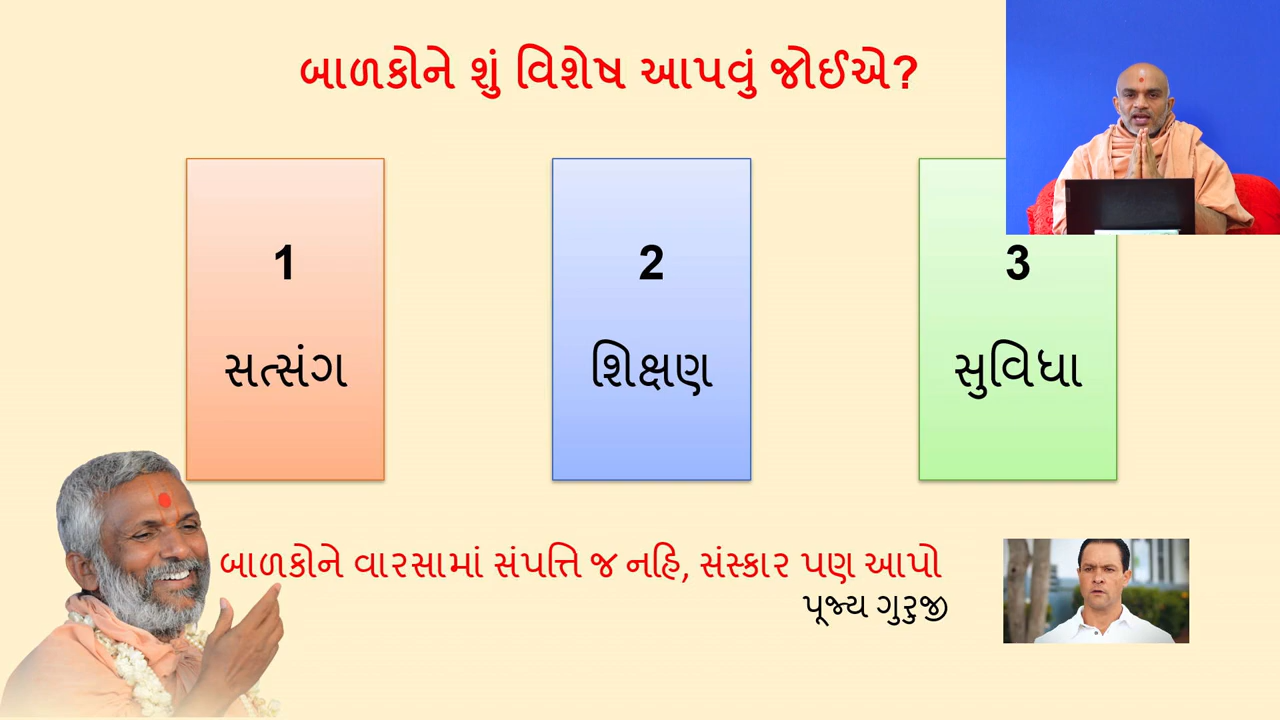 બાળકોને શું વિશેષ આપવું જોઈએ?
1
સત્સંગ
2
શિક્ષણ
3
સુવિધા
બાળકોને વારસામાં સંપત્તિ જ નહિ, સંસ્કાર પણ આપો
પૂજ્ય ગુરુજી